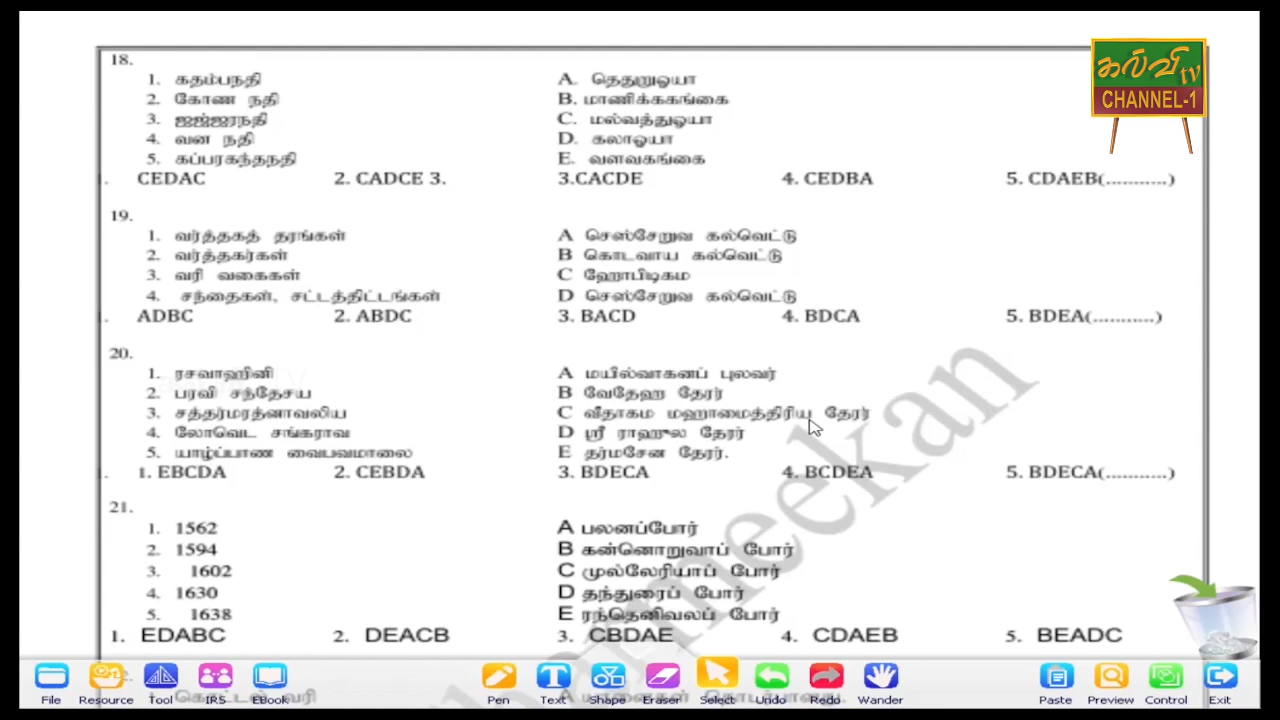 கல்வி tv
CHANNEL-1
18.
1. கதம்பநதி A. தெதுறுஓயா
2. கோண நதி B. மாணிக்ககங்கை
3. ஜஜ்ஜரநதி C. மல்வத்துஓயா
4. வன நதி D. கலாஓயா
5. கப்பரகந்தநதி E. வளவகங்கை
. CEDAC 2. CADCE 3. 3.CACDE 4. CEDBA 5. CDAEB(...........)
19.
1. வர்த்தகத் தரங்கள் A செஸ்சேறுவ கல்வெட்டு
2. வர்த்தகர்கள் B கொடவாய கல்வெட்டு
3. வரி வகைகள் C ஹோபிடிகம
4. சந்தைகள், சட்டத்திட்டங்கள் D செஸ்சேறுவ கல்வெட்டு
. ADBC 2. ABDC 3. BACD 4. BDCA 5. BDEA(...........)
20.
1. ரசவாஹினி A மயில்வாகனப் புலவர்
2. பரவி சந்தேசய B வேதேஹ தேரர்
3. சத்தர்மரத்னாவலிய C வீதாகம மஹாமைத்திரிய தேரர்
4. லோவெட சங்கராவ D ஸ்ரீ ராஹுல தேரர்
5. யாழ்ப்பாண வைபவமாலை E தர்மசேன தேரர்.
1. EBCDA 2. CEBDA 3. BDECA 4. BCDEA 5. BDECA(...........)
21.
1. 1562 A பலனப்போர்
2. 1594 B கன்னொறுவாப் போர்
3. 1602 C முல்லேரியாப் போர்
4. 1630 D தந்துரைப் போர்
5. 1638 E ரந்தெனிவலப் போர்
1. EDABC 2. DEACB 3. CBDAE 4. CDAEB 5. BEADC
File Resource Tool IRS EBook Pen Text Shape Eraser Select Undo Redo Wander Paste Preview Control Exit